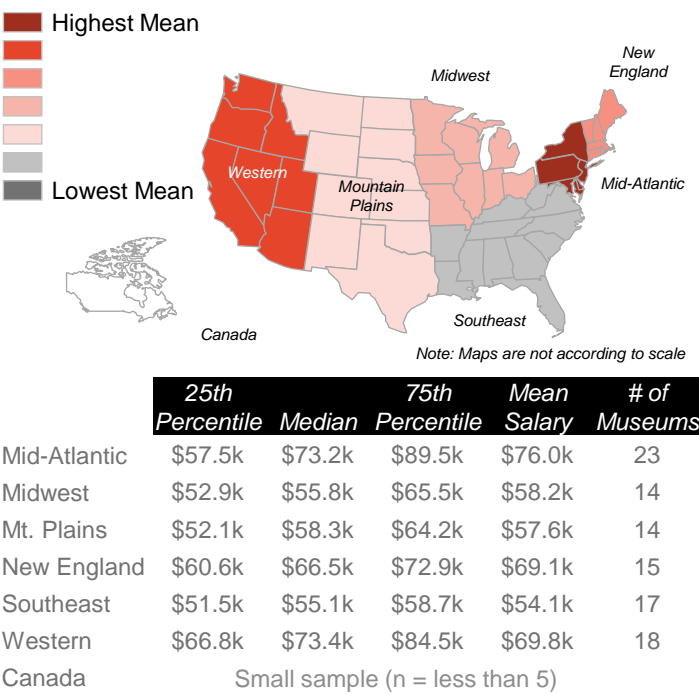 Highest Mean
Lowest Mean
New
England
Midwest
Western
Mountain
Plains
Mid-Atlantic
Southeast
Canada
Note: Maps are not according to scale
25th Percentile Median 75th Percentile Mean Salary # of Museums
Mid-Atlantic $57.5k $73.2k $89.5k $76.0k 23
Midwest $52.9k $55.8k $65.5k $58.2k 14
Mt. Plains $52.1k $58.3k $64.2k $57.6k 14
New England $60.6k $66.5k $72.9k $69.1k 15
Southeast $51.5k $55.1k $58.7k $54.1k 17
Western $66.8k $73.4k $84.5k $69.8k 18
Canada Small sample (n = less than 5)